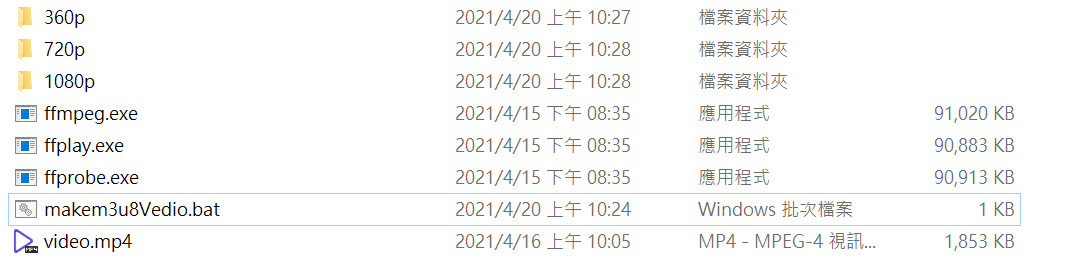 360p 2021/4/20 上午 10:27 檔案資料夾
720p 2021/4/20 上午 10:28 檔案資料夾
1080p 2021/4/20 上午 10:28 檔案資料夾
ffmpeg.exe 2021/4/15 下午 08:35 應用程式 91,020 KB
ffplay.exe 2021/4/15 下午 08:35 應用程式 90,883 KB
ffprobe.exe 2021/4/15 下午 08:35 應用程式 90,913 KB
makem3u8Vedio.bat 2021/4/20 上午 10:24 Windows 批次檔案 1 KB
video.mp4 2021/4/16 上午 10:05 MP4 - MPEG-4 視訊... 1,853 KB